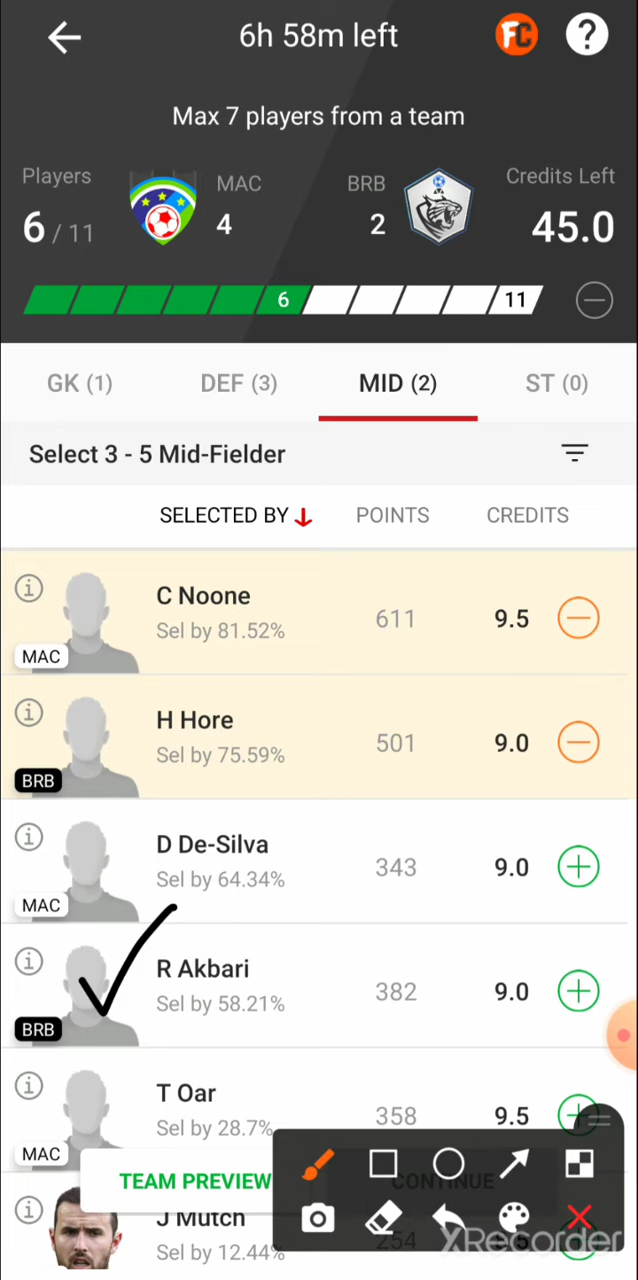 6h 58m left
FC
?
Max 7 players from a team
Players
MAC
BRB
Credits Left
6 / 11
4
2
45.0
6
11
GK (1)
DEF (3)
MID (2)
ST (0)
Select 3 - 5 Mid-Fielder
SELECTED BY
POINTS
CREDITS
C Noone
Sel by 81.52%
611
9.5
MAC
H Hore
Sel by 75.59%
501
9.0
BRB
D De-Silva
Sel by 64.34%
343
9.0
MAC
R Akbari
Sel by 58.21%
382
9.0
BRB
T Oar
Sel by 28.7%
358
9.5
MAC
TEAM PREVIEW
CONTINUE
J Mutch
Sel by 12.44%
254
XRecorder